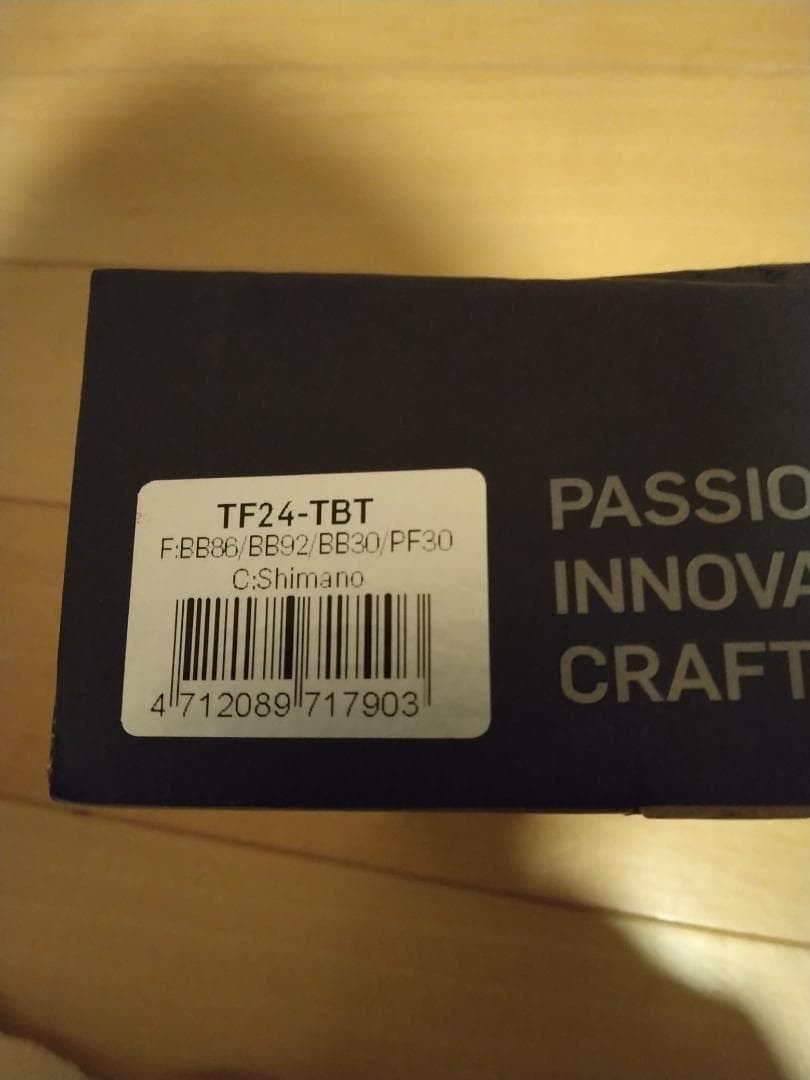 TF24-TBT
F:BB86/BB92/BB30/PF30
C:Shimano
4 712089 717903
PASSIO
INNOVA
CRAFT